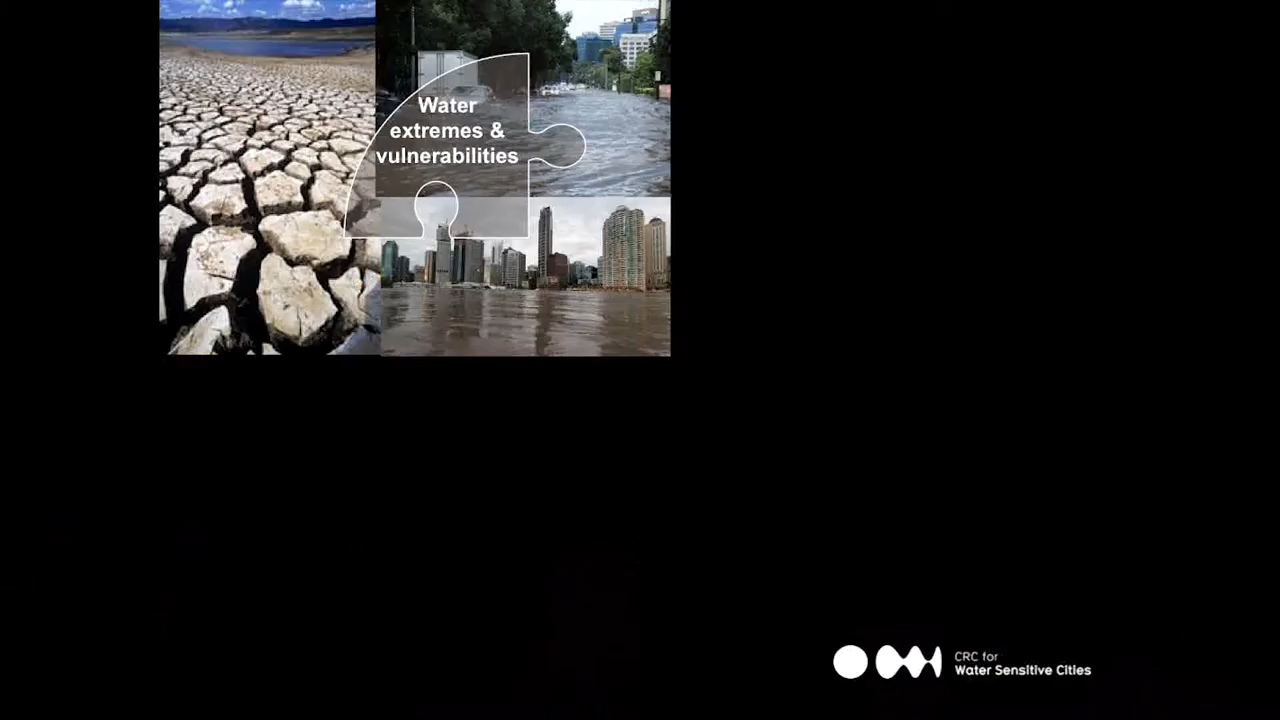 Water
extremes &
vulnerabilities
CRC for
Water Sensitive Cities